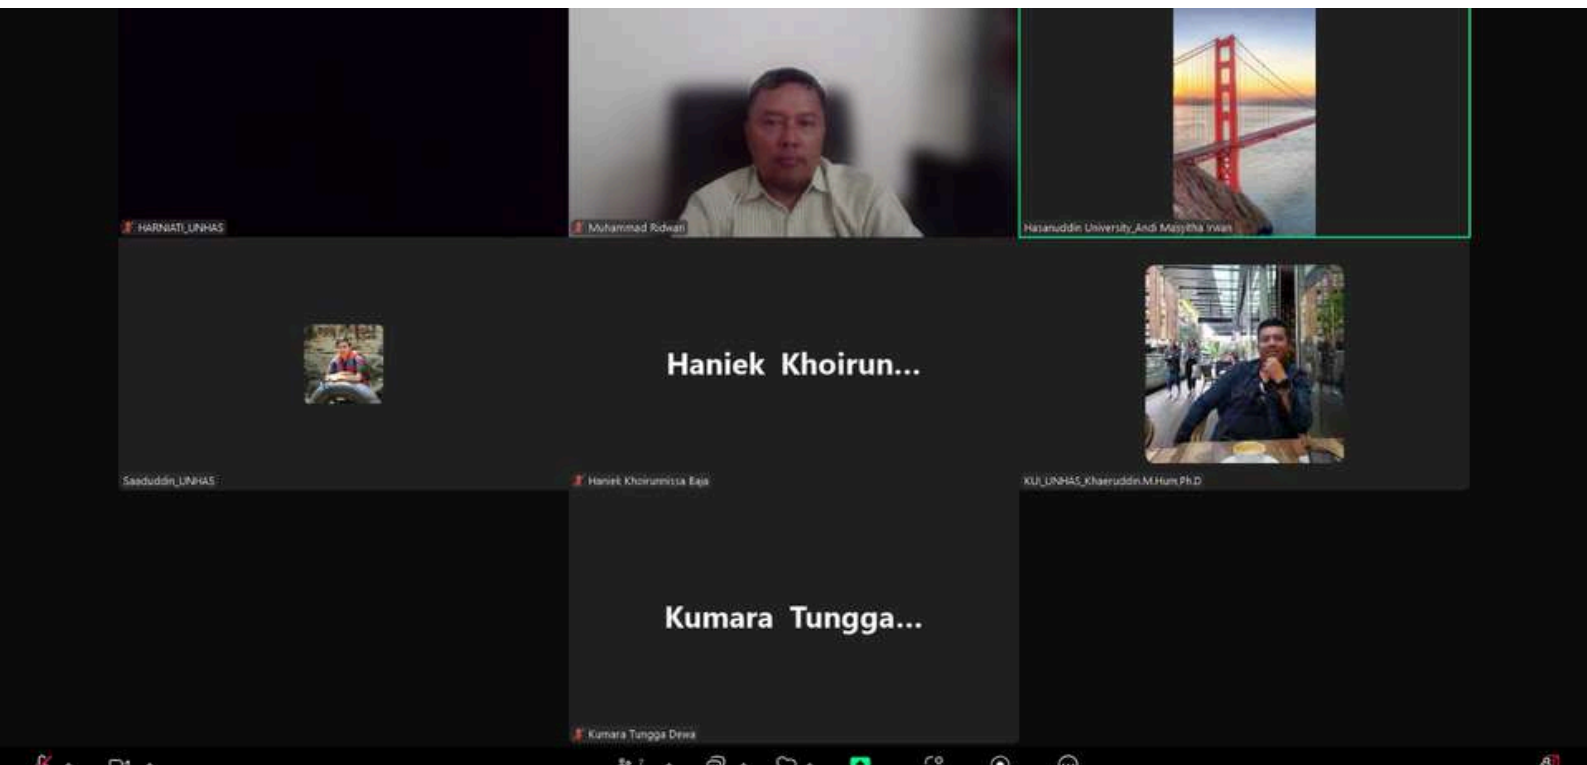 HARNIATI_UNHAS
Muhammad Ridwan
Hasanuddin University_Andi Masyitha Irwan
Haniek Khoirun...
Saaduddin_UNHAS
Haniek Khoirunnissa Baja
KUI_UNHAS_Khaeruddin.M.Hum,Ph.D
Kumara Tungga...
Kumara Tungga Dewa